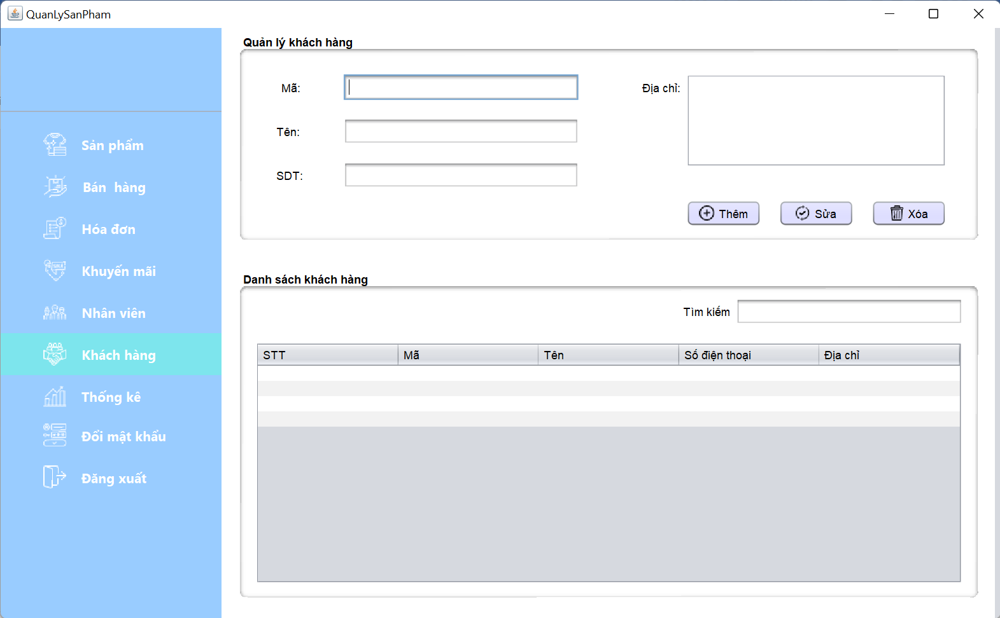 QuanLySanPham
Sản phẩm
Bán hàng
Hóa đơn
Khuyến mãi
Nhân viên
Khách hàng
Thống kê
Đổi mật khẩu
Đăng xuất
Quản lý khách hàng
Mã:
Tên:
SDT:
Địa chỉ:
Thêm
Sửa
Xóa
Danh sách khách hàng
Tìm kiếm
STT Mã Tên Số điện thoại Địa chỉ